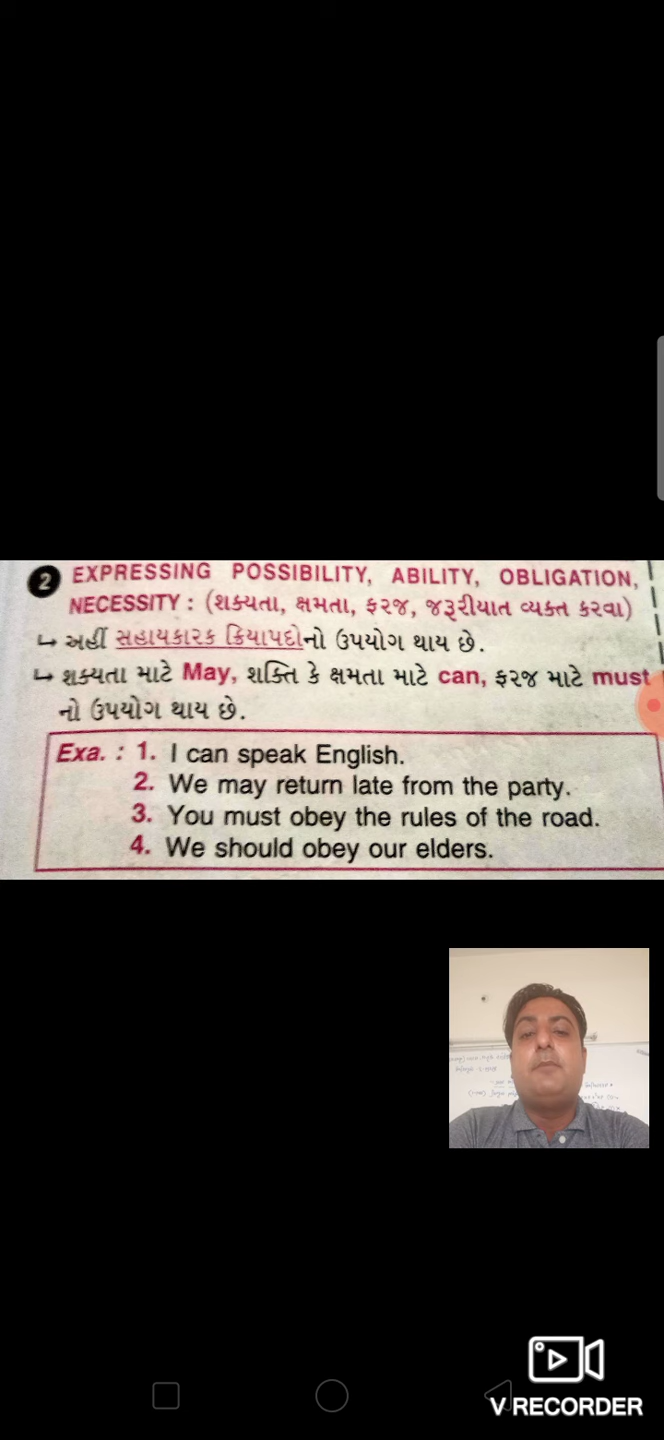 2 EXPRESSING POSSIBILITY, ABILITY, OBLIGATION,
NECESSITY : (શક્યતા, ક્ષમતા, ફરજ, જરૂરીયાત વ્યક્ત કરવા)
↳ અહીં સહાયકારક ક્રિયાપદોનો ઉપયોગ થાય છે.
↳ શક્યતા માટે May, શક્તિ કે ક્ષમતા માટે can, ફરજ માટે must
નો ઉપયોગ થાય છે.
Exa. : 1. I can speak English.
2. We may return late from the party.
3. You must obey the rules of the road.
4. We should obey our elders.
V RECORDER